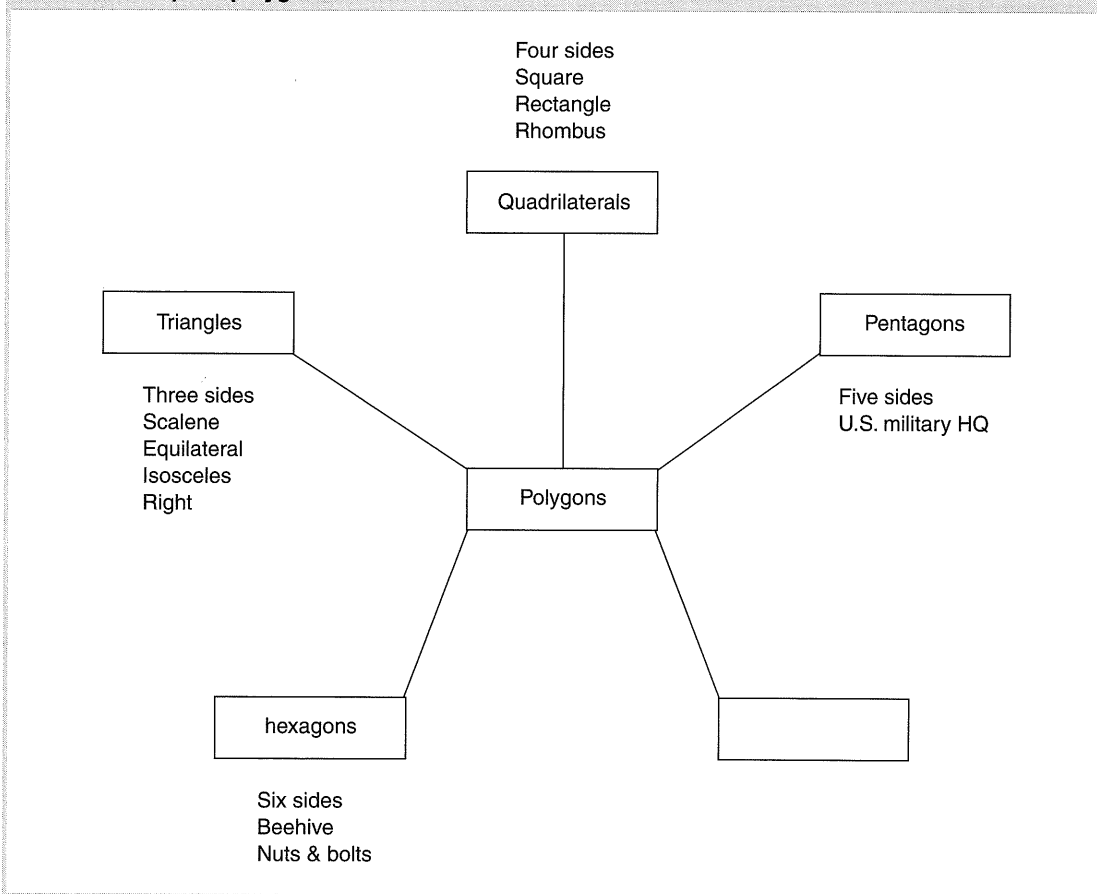 Four sides
Square
Rectangle
Rhombus
Quadrilaterals
Triangles
Three sides
Scalene
Equilateral
Isosceles
Right
Pentagons
Five sides
U.S. military HQ
Polygons
hexagons
Six sides
Beehive
Nuts & bolts